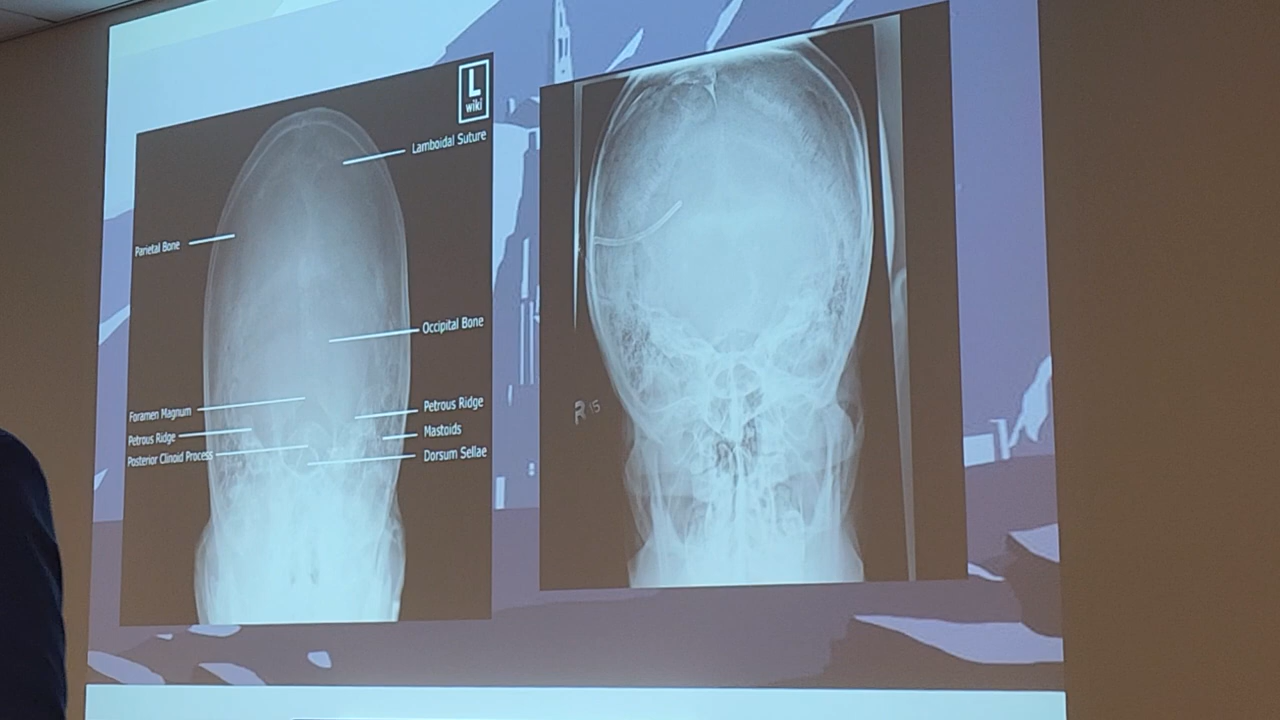 L
wiki
Lamboidal Suture
Parietal Bone
Occipital Bone
Foramen Magnum
Petrous Ridge
Petrous Ridge
Mastoids
Posterior Clinoid Process
Dorsum Sellae
R 15